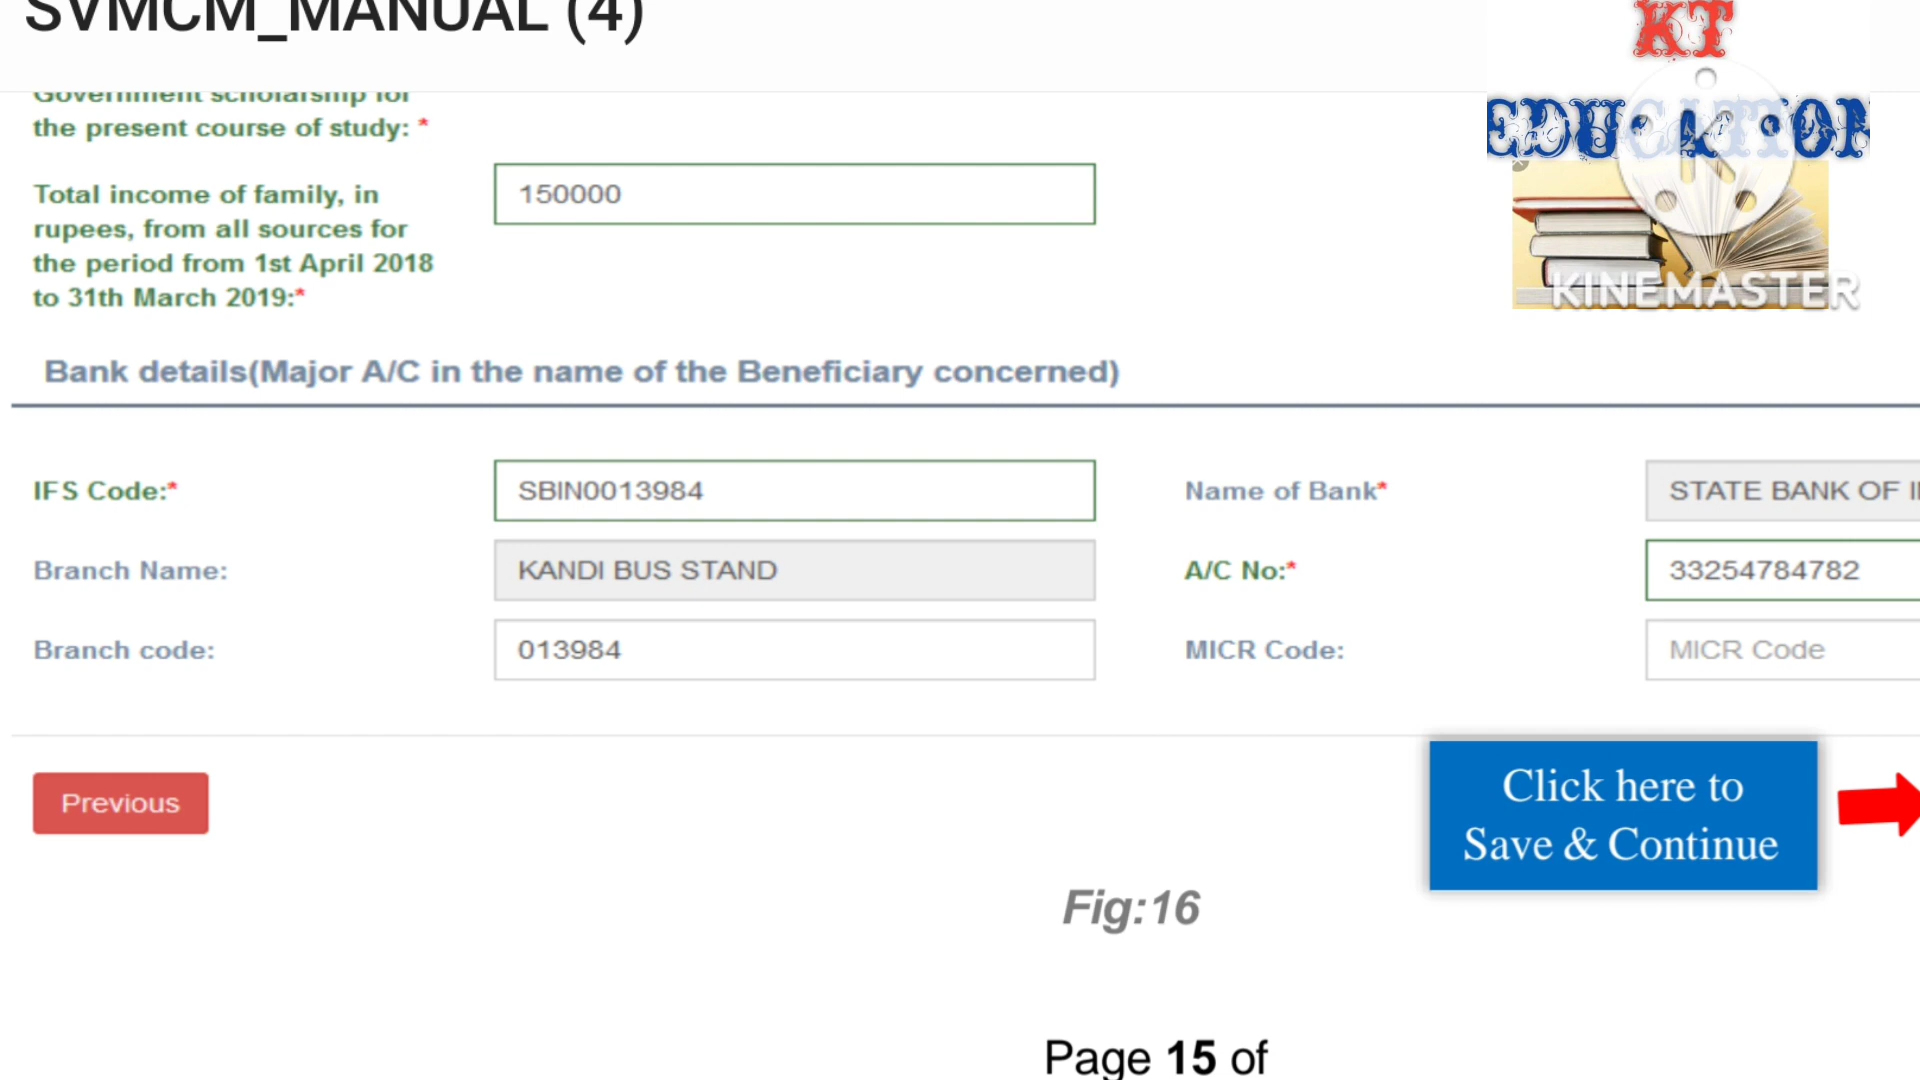 SVMCM_MANUAL (4)
KT
EDUCATION
KINEMASTER
Government scholarship for
the present course of study: *
Total income of family, in
rupees, from all sources for
the period from 1st April 2018
to 31th March 2019:*
150000
Bank details(Major A/C in the name of the Beneficiary concerned)
IFS Code:*
SBIN0013984
Name of Bank*
STATE BANK OF
Branch Name:
KANDI BUS STAND
A/C No:*
33254784782
Branch code:
013984
MICR Code:
MICR Code
Previous
Click here to
Save & Continue
Fig:16
Page 15 of